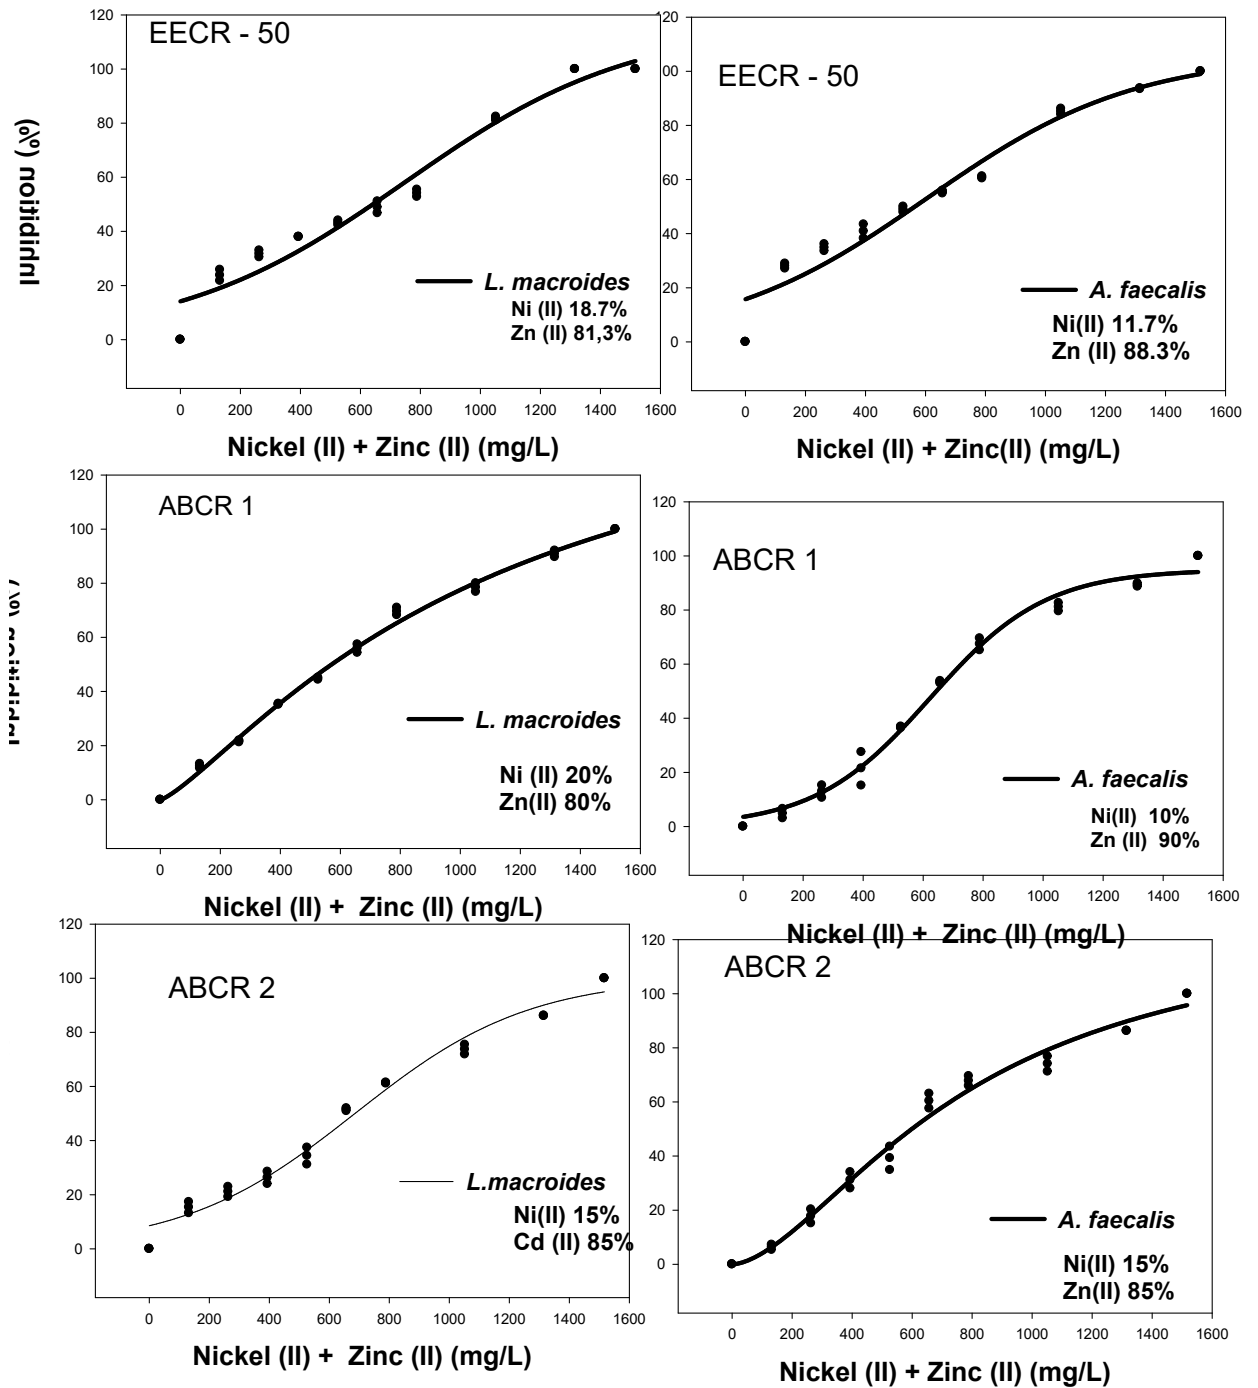 120
EECR - 50
100
80
60
40
20
0
Inhibition (%)
L. macroides
Ni (II) 18.7%
Zn (II) 81,3%
0 200 400 600 800 1000 1200 1400 1600
Nickel (II) + Zinc (II) (mg/L)
120
EECR - 50
100
80
60
40
20
0
A. faecalis
Ni(II) 11.7%
Zn (II) 88.3%
0 200 400 600 800 1000 1200 1400 1600
Nickel (II) + Zinc(II) (mg/L)
120
ABCR 1
100
80
60
40
20
0
L. macroides
Ni (II) 20%
Zn(II) 80%
0 200 400 600 800 1000 1200 1400 1600
Nickel (II) + Zinc (II) (mg/L)
120
ABCR 1
100
80
60
40
20
0
A. faecalis
Ni(II) 10%
Zn (II) 90%
0 200 400 600 800 1000 1200 1400 1600
Nickel (II) + Zinc (II) (mg/L)
120
ABCR 2
100
80
60
40
20
0
L.macroides
Ni(II) 15%
Cd (II) 85%
0 200 400 600 800 1000 1200 1400 1600
Nickel (II) + Zinc (II) (mg/L)
120
ABCR 2
100
80
60
40
20
0
A. faecalis
Ni(II) 15%
Zn(II) 85%
0 200 400 600 800 1000 1200 1400 1600
Nickel (II) + Zinc (II) (mg/L)